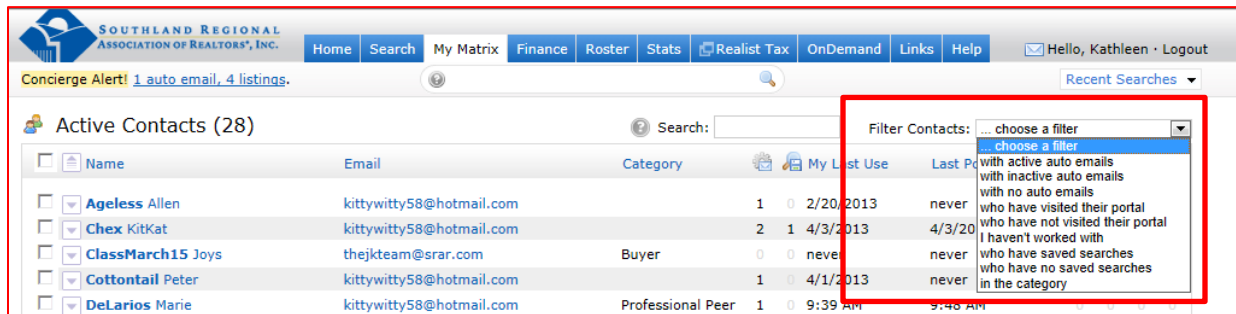 SOUTHLAND REGIONAL
ASSOCIATION OF REALTORS®, INC.
Home Search My Matrix Finance Roster Stats Realist Tax OnDemand Links Help Hello, Kathleen · Logout
Concierge Alert! 1 auto email, 4 listings. Recent Searches
Active Contacts (28) Search: Filter Contacts: ... choose a filter
... choose a filter
with active auto emails
with inactive auto emails
with no auto emails
who have visited their portal
who have not visited their portal
I haven't worked with
who have saved searches
who have no saved searches
in the category
Name Email Category My Last Use Last
Ageless Allen kittywitty58@hotmail.com 1 0 2/20/2013 never
Chex KitKat kittywitty58@hotmail.com 2 1 4/3/2013 4/3/20
ClassMarch15 Joys thejkteam@srar.com Buyer 0 0 never never
Cottontail Peter kittywitty58@hotmail.com 1 0 4/1/2013 never
DeLarios Marie kittywitty58@hotmail.com Professional Peer 1 0 9:39 AM 9:48 AM 0 0 0 0